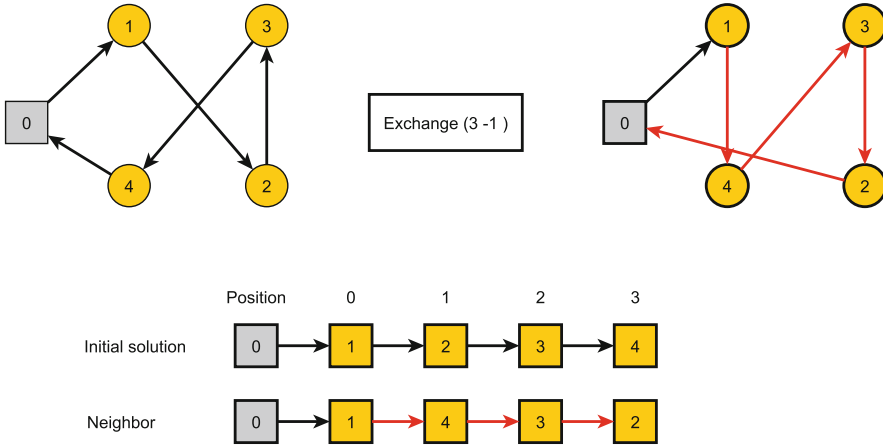 1 3 1 3
0 Exchange (3 -1 ) 0
4 2 4 2
Position 0 1 2 3
Initial solution 0 1 2 3 4
Neighbor 0 1 4 3 2